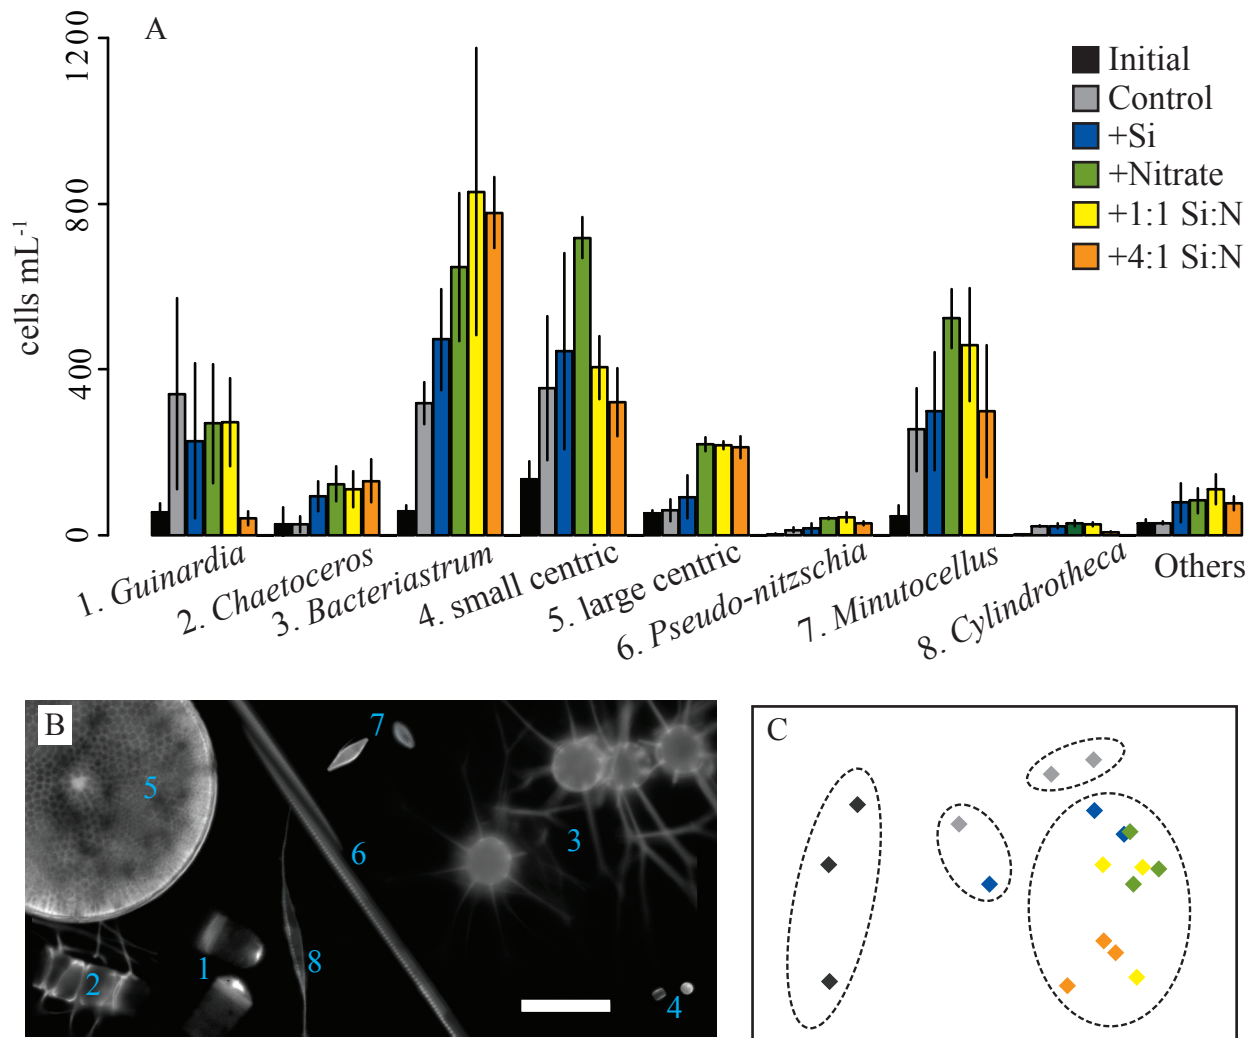 A
1200
800
400
0
cells mL-1
Initial
Control
+Si
+Nitrate
+1:1 Si:N
+4:1 Si:N
1. Guinardia
2. Chaetoceros
3. Bacteriastrum
4. small centric
5. large centric
6. Pseudo-nitzschia
7. Minutocellus
8. Cylindrotheca
Others
B
7
5
3
6
1
8
2
4
C